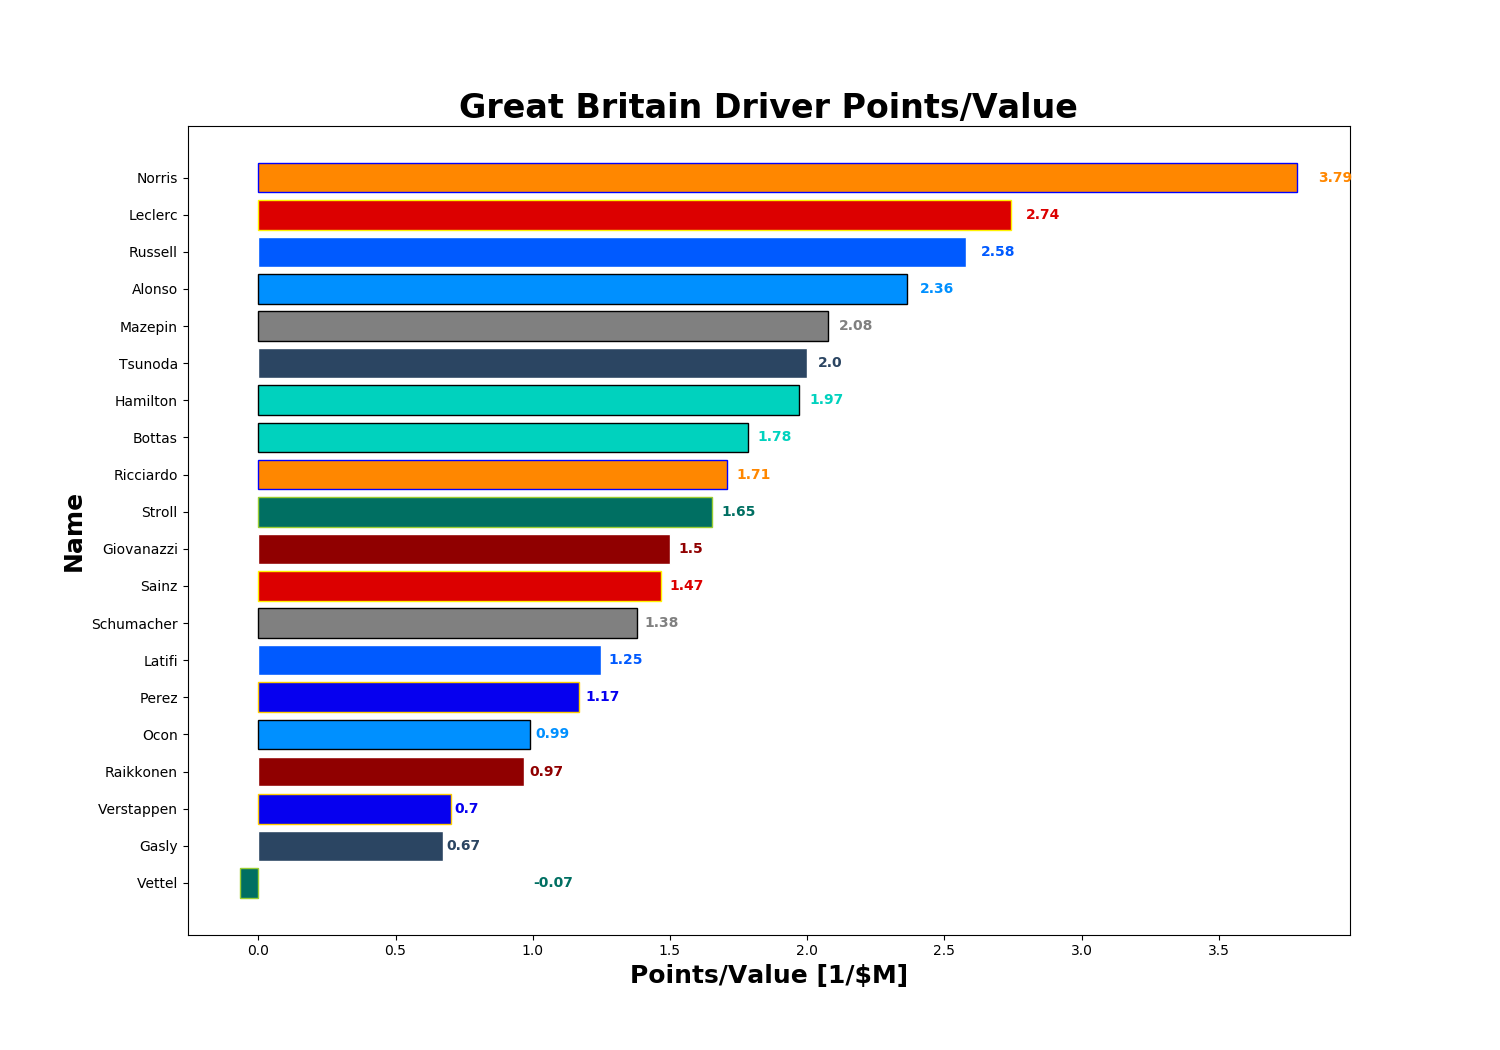 Great Britain Driver Points/Value
Norris 3.79
Leclerc 2.74
Russell 2.58
Alonso 2.36
Mazepin 2.08
Tsunoda 2.0
Hamilton 1.97
Bottas 1.78
Ricciardo 1.71
Stroll 1.65
Giovanazzi 1.5
Sainz 1.47
Schumacher 1.38
Latifi 1.25
Perez 1.17
Ocon 0.99
Raikkonen 0.97
Verstappen 0.7
Gasly 0.67
Vettel -0.07
Name
0.0 0.5 1.0 1.5 2.0 2.5 3.0 3.5
Points/Value [1/$M]